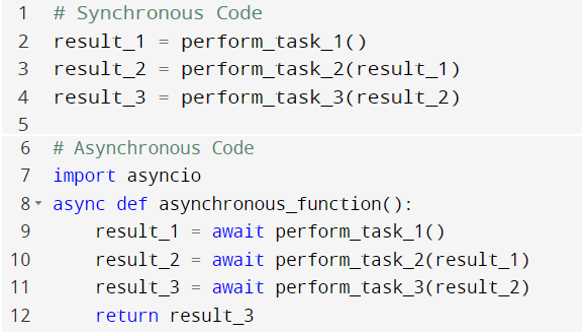 1 # Synchronous Code
2 result_1 = perform_task_1()
3 result_2 = perform_task_2(result_1)
4 result_3 = perform_task_3(result_2)
5
6 # Asynchronous Code
7 import asyncio
8 async def asynchronous_function():
9     result_1 = await perform_task_1()
10     result_2 = await perform_task_2(result_1)
11     result_3 = await perform_task_3(result_2)
12     return result_3